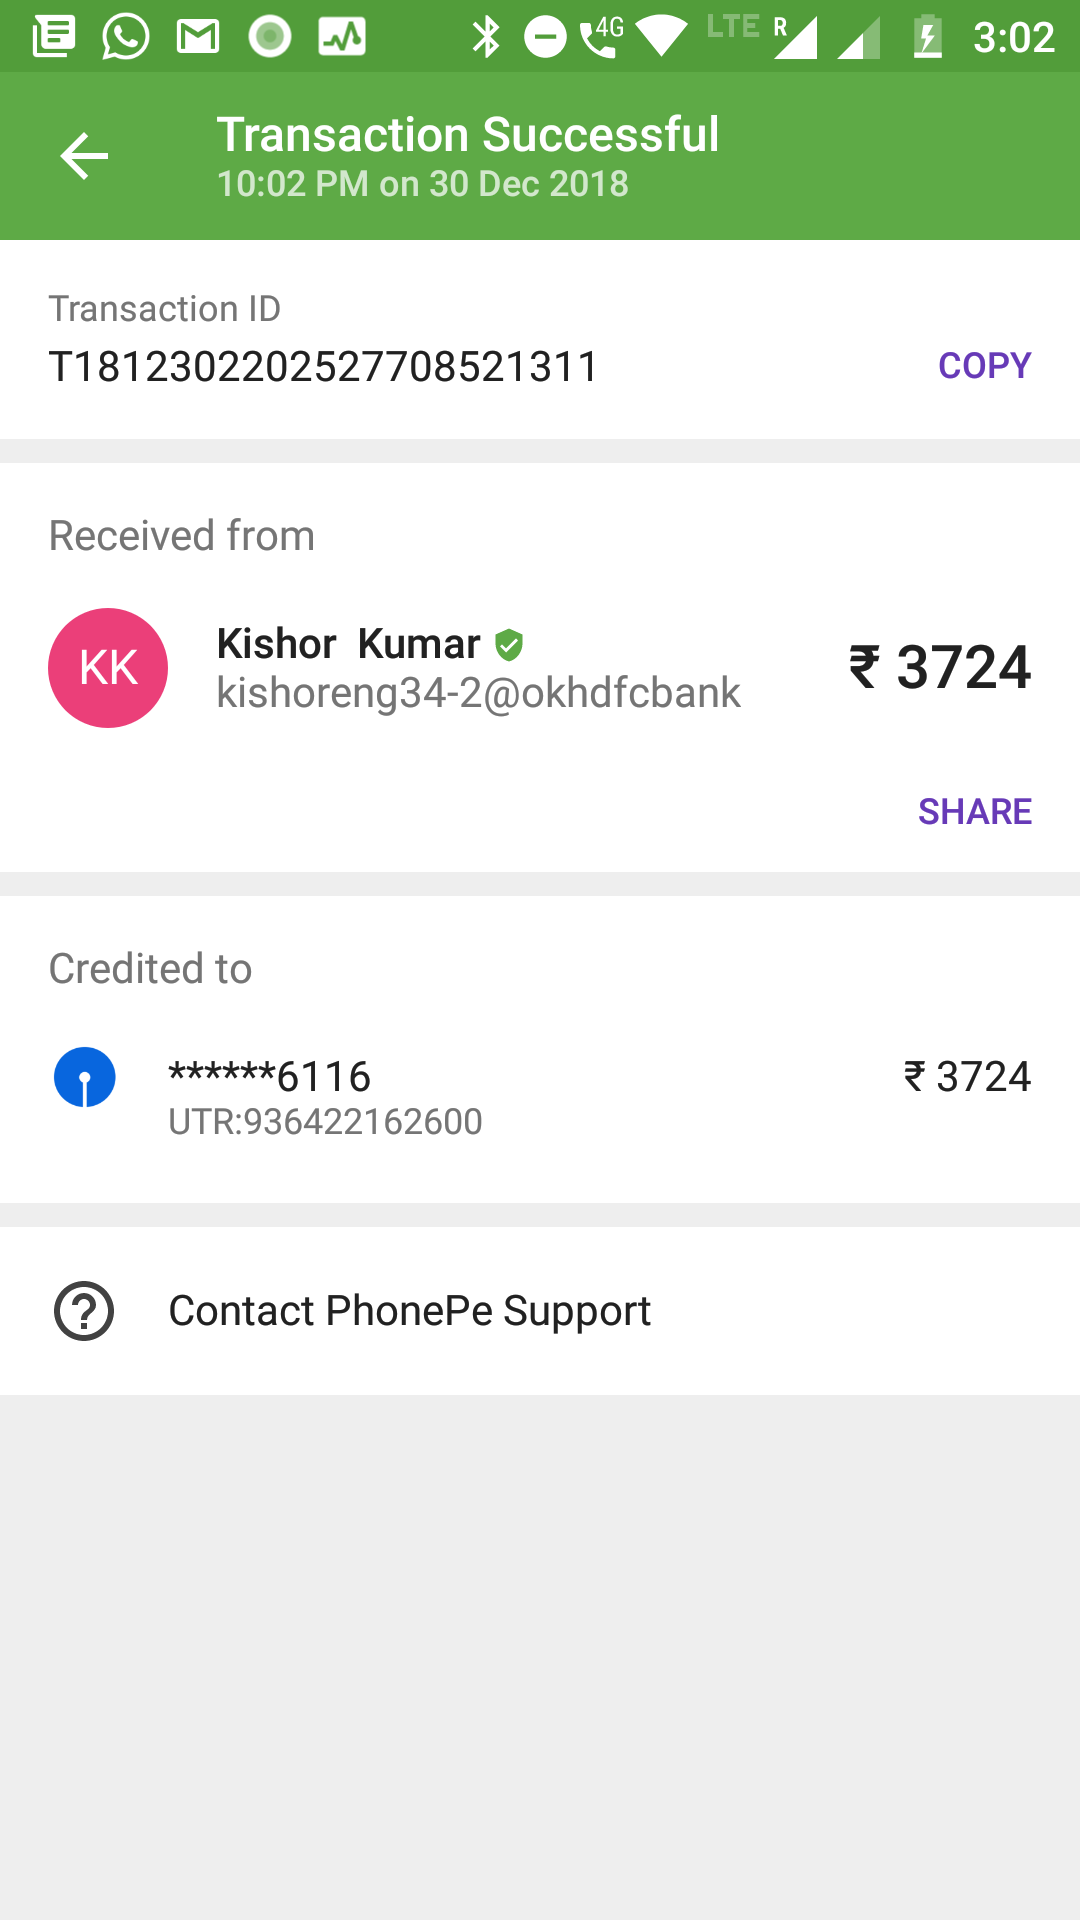 4G LTE R 3:02
Transaction Successful
10:02 PM on 30 Dec 2018
Transaction ID
T1812302202527708521311 COPY
Received from
KK
Kishor Kumar ₹ 3724
kishoreng34-2@okhdfcbank
SHARE
Credited to
******6116 ₹ 3724
UTR:936422162600
Contact PhonePe Support